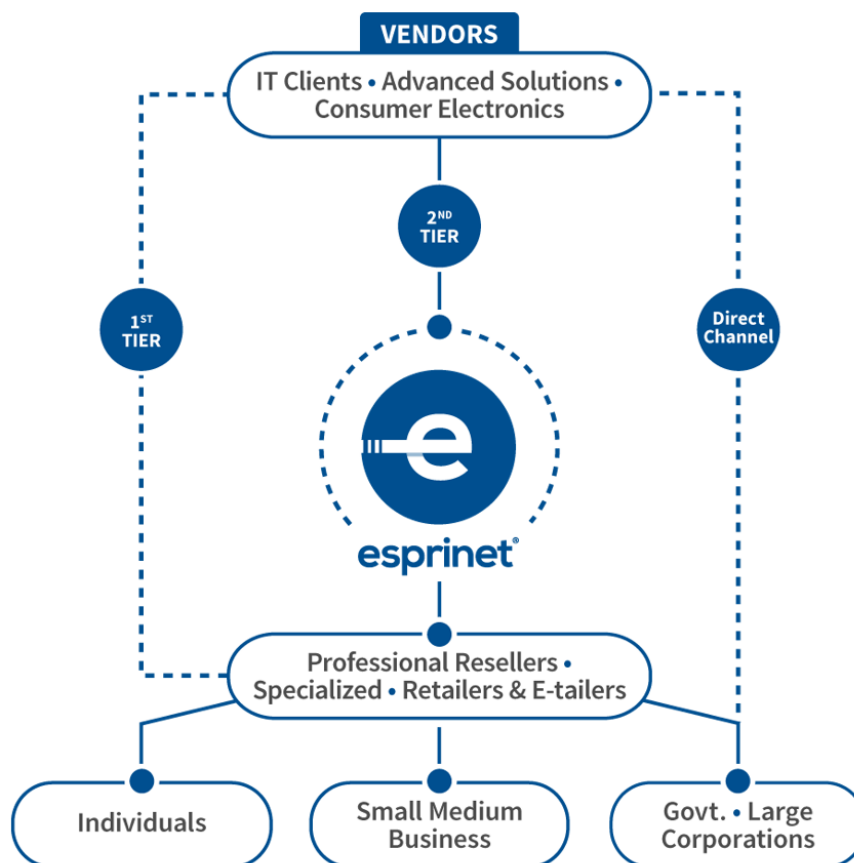 VENDORS
IT Clients • Advanced Solutions •
Consumer Electronics
2ND
TIER
1ST
TIER
Direct
Channel
e
esprinet®
Professional Resellers •
Specialized • Retailers & E-tailers
Individuals
Small Medium
Business
Govt. • Large
Corporations